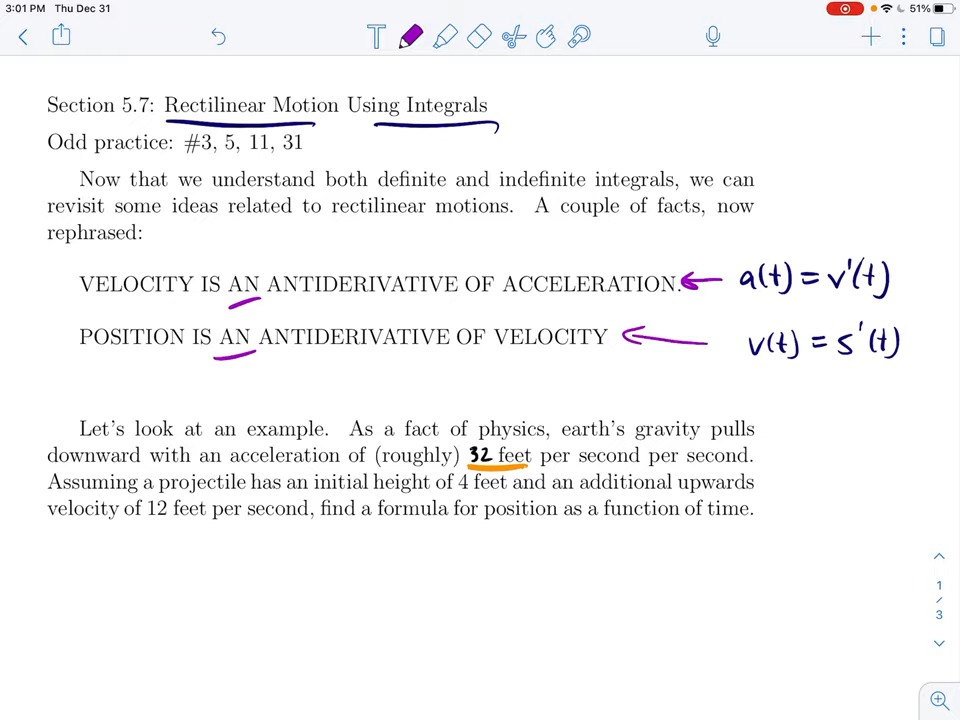 3:01 PM Thu Dec 31
51%
Section 5.7: Rectilinear Motion Using Integrals
Odd practice: #3, 5, 11, 31
Now that we understand both definite and indefinite integrals, we can
revisit some ideas related to rectilinear motions. A couple of facts, now
rephrased:
VELOCITY IS AN ANTIDERIVATIVE OF ACCELERATION. a(t) = v'(t)
POSITION IS AN ANTIDERIVATIVE OF VELOCITY v(t) = s'(t)
Let's look at an example. As a fact of physics, earth's gravity pulls
downward with an acceleration of (roughly) 32 feet per second per second.
Assuming a projectile has an initial height of 4 feet and an additional upwards
velocity of 12 feet per second, find a formula for position as a function of time.
1
/
3